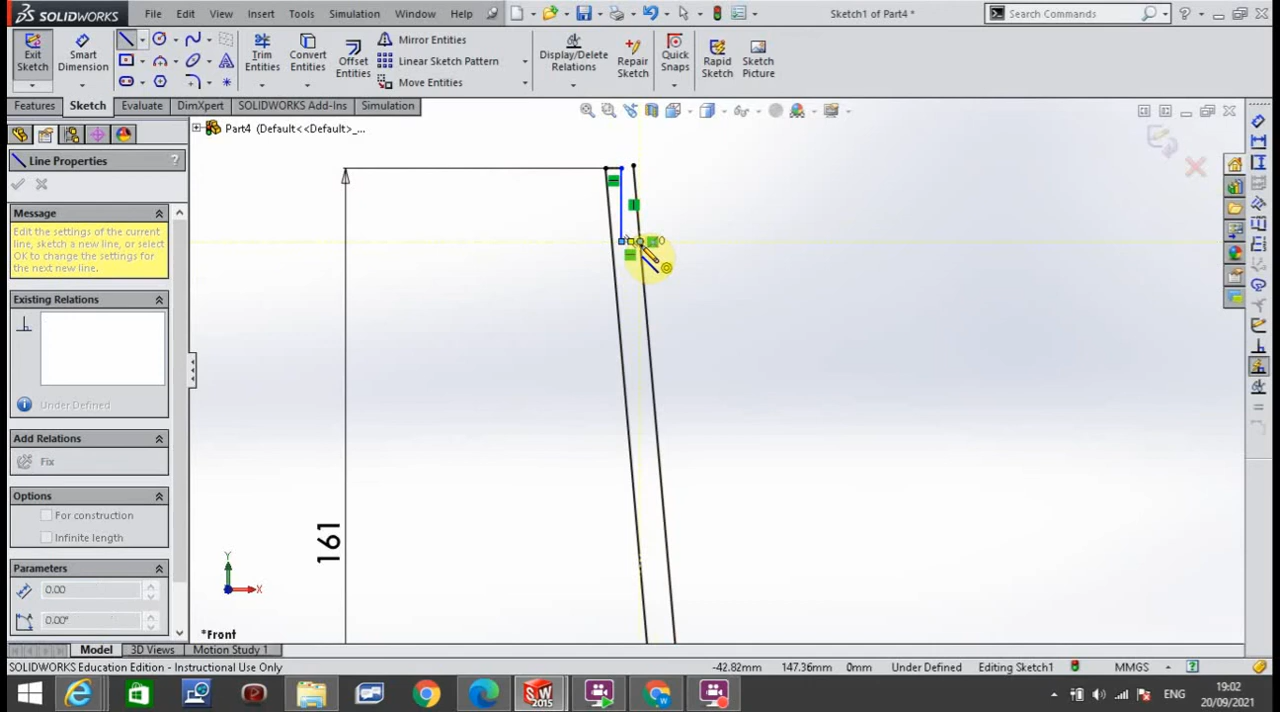 SOLIDWORKS File Edit View Insert Tools Simulation Window Help Sketch1 of Part4 * Search Commands ?
Exit Sketch
Smart Dimension
Trim Entities
Convert Entities
Offset Entities
Mirror Entities
Linear Sketch Pattern
Move Entities
Display/Delete Relations
Repair Sketch
Quick Snaps
Rapid Sketch
Sketch Picture
Features Sketch Evaluate DimXpert SOLIDWORKS Add-Ins Simulation
Part4 (Default<<Default>_...
Line Properties ?
Message
Edit the settings of the current line, sketch a new line, or select OK to change the settings for the next new line.
Existing Relations
Under Defined
Add Relations
Fix
Options
For construction
Infinite length
Parameters
0.00
0.00°
161
Y
X
*Front
Model 3D Views Motion Study 1
SOLIDWORKS Education Edition - Instructional Use Only -42.82mm 147.36mm 0mm Under Defined Editing Sketch1 MMGS ?
SW 2015
ENG
19:02
20/09/2021